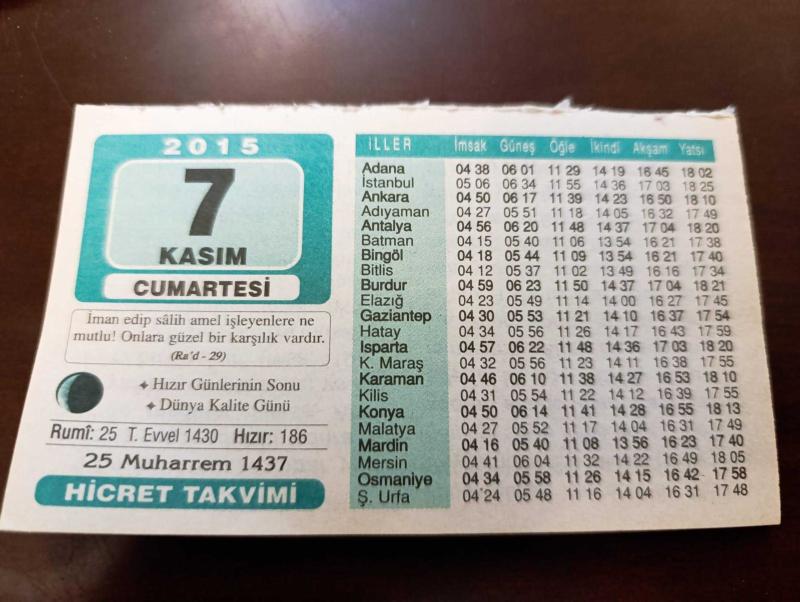 2015
7
KASIM
CUMARTESİ
İman edip sâlih amel işleyenlere ne
mutlu! Onlara güzel bir karşılık vardır.
(Ra'd - 29)
Hızır Günlerinin Sonu
Dünya Kalite Günü
Rumî: 25 T. Evvel 1430 Hızır: 186
25 Muharrem 1437
HİCRET TAKVİMİ
İLLER İmsak Güneş Öğle İkindi Akşam Yatsı
Adana 04 38 06 01 11 29 14 19 16 45 18 02
İstanbul 05 06 06 34 11 55 14 36 17 03 18 25
Ankara 04 50 06 17 11 39 14 23 16 50 18 10
Adıyaman 04 27 05 51 11 18 14 05 16 32 17 49
Antalya 04 56 06 20 11 48 14 37 17 04 18 20
Batman 04 15 05 40 11 06 13 54 16 21 17 38
Bingöl 04 18 05 44 11 09 13 54 16 21 17 40
Bitlis 04 12 05 37 11 02 13 49 16 16 17 34
Burdur 04 59 06 23 11 50 14 37 17 04 18 21
Elazığ 04 23 05 49 11 14 14 00 16 27 17 45
Gaziantep 04 30 05 53 11 21 14 10 16 37 17 54
Hatay 04 34 05 56 11 26 14 17 16 43 17 59
Isparta 04 57 06 22 11 48 14 36 17 03 18 20
K. Maraş 04 32 05 56 11 23 14 11 16 38 17 55
Karaman 04 46 06 10 11 38 14 27 16 53 18 10
Kilis 04 31 05 54 11 22 14 12 16 39 17 55
Konya 04 50 06 14 11 41 14 28 16 55 18 13
Malatya 04 27 05 52 11 17 14 04 16 31 17 49
Mardin 04 16 05 40 11 08 13 56 16 23 17 40
Mersin 04 41 06 04 11 32 14 22 16 49 18 05
Osmaniye 04 34 05 58 11 26 14 15 16 42 17 58
Ş. Urfa 04 24 05 48 11 16 14 04 16 31 17 48